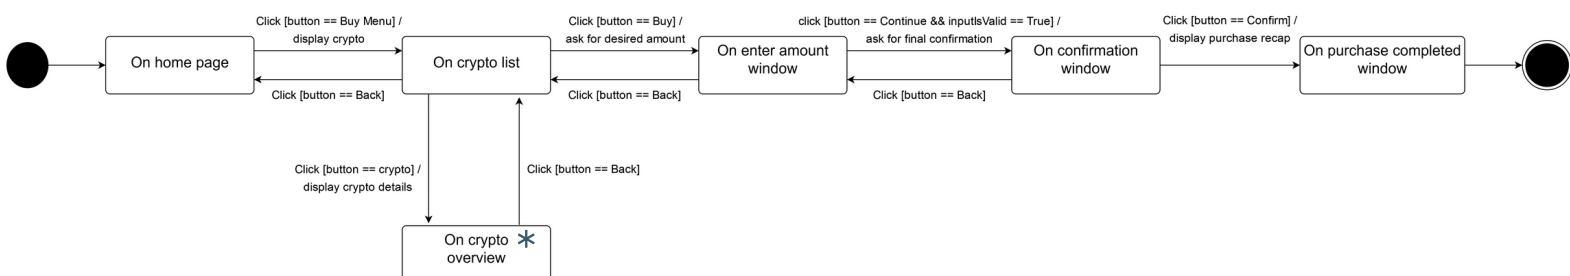 Click [button == Buy Menu] /
display crypto
Click [button == Buy] /
ask for desired amount
click [button == Continue && inputIsValid == True] /
ask for final confirmation
Click [button == Confirm] /
display purchase recap
On home page
On crypto list
On enter amount
window
On confirmation
window
On purchase completed
window
Click [button == Back]
Click [button == Back]
Click [button == Back]
Click [button == crypto] /
display crypto details
Click [button == Back]
On crypto
overview